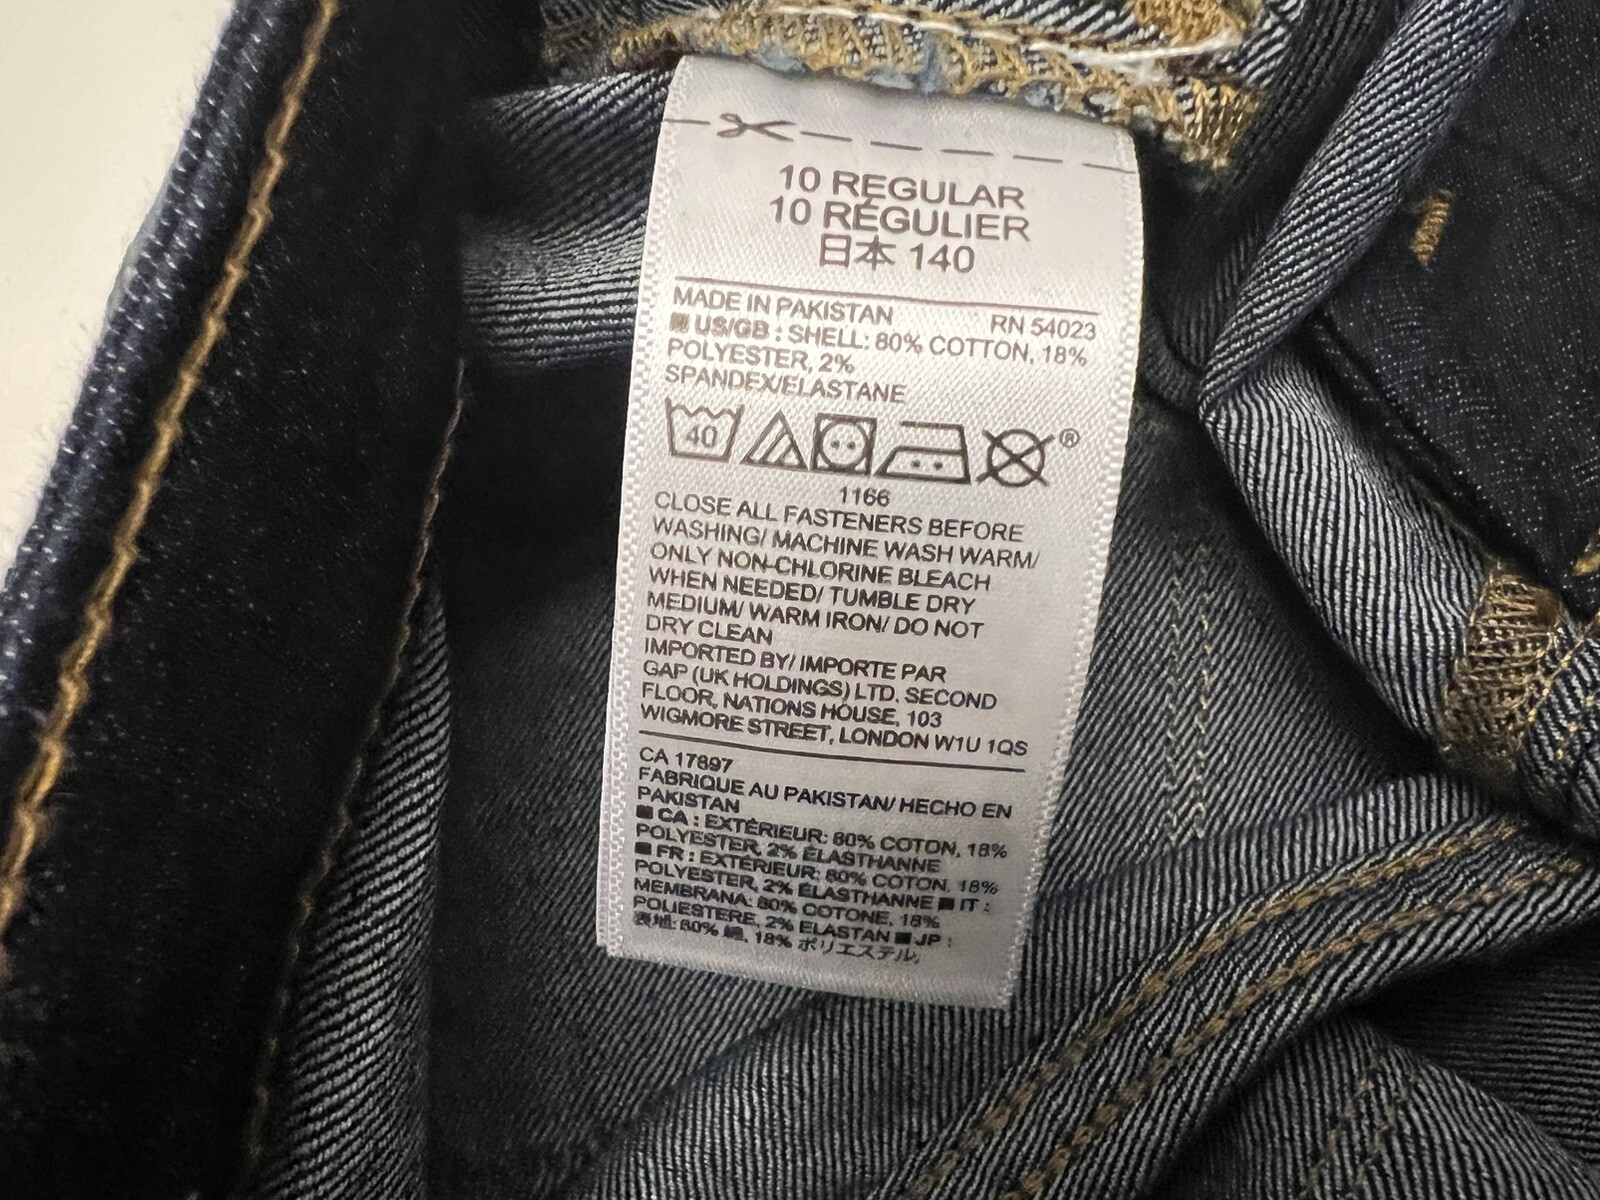 10 REGULAR
10 RÉGULIER
日本 140
MADE IN PAKISTAN RN 54023
US/GB : SHELL: 80% COTTON, 18%
POLYESTER, 2%
SPANDEX/ELASTANE
40 ®
1166
CLOSE ALL FASTENERS BEFORE
WASHING/ MACHINE WASH WARM/
ONLY NON-CHLORINE BLEACH
WHEN NEEDED/ TUMBLE DRY
MEDIUM/ WARM IRON/ DO NOT
DRY CLEAN
IMPORTED BY/ IMPORTE PAR
GAP (UK HOLDINGS) LTD. SECOND
FLOOR, NATIONS HOUSE, 103
WIGMORE STREET, LONDON W1U 1QS
CA 17897
FABRIQUE AU PAKISTAN/ HECHO EN
PAKISTAN
CA : EXTÉRIEUR: 80% COTON, 18%
POLYESTER, 2% ÉLASTHANNE
FR : EXTÉRIEUR: 80% COTON, 18%
POLYESTER, 2% ÉLASTHANNE IT :
MEMBRANA: 80% COTONE, 18%
POLIESTERE, 2% ELASTAN JP :
表地: 80% 綿, 18% ポリエステル,